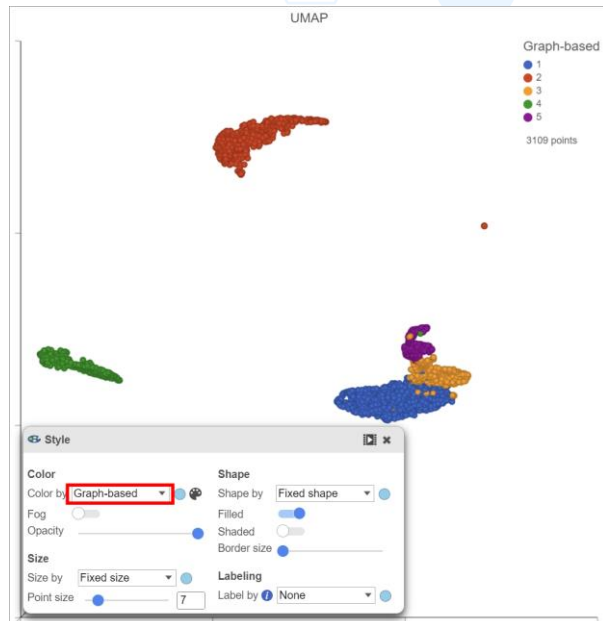 UMAP
Graph-based
1
2
3
4
5
3109 points
Style
Color
Color by Graph-based
Fog
Opacity
Size
Size by Fixed size
Point size 7
Shape
Shape by Fixed shape
Filled
Shaded
Border size
Labeling
Label by None